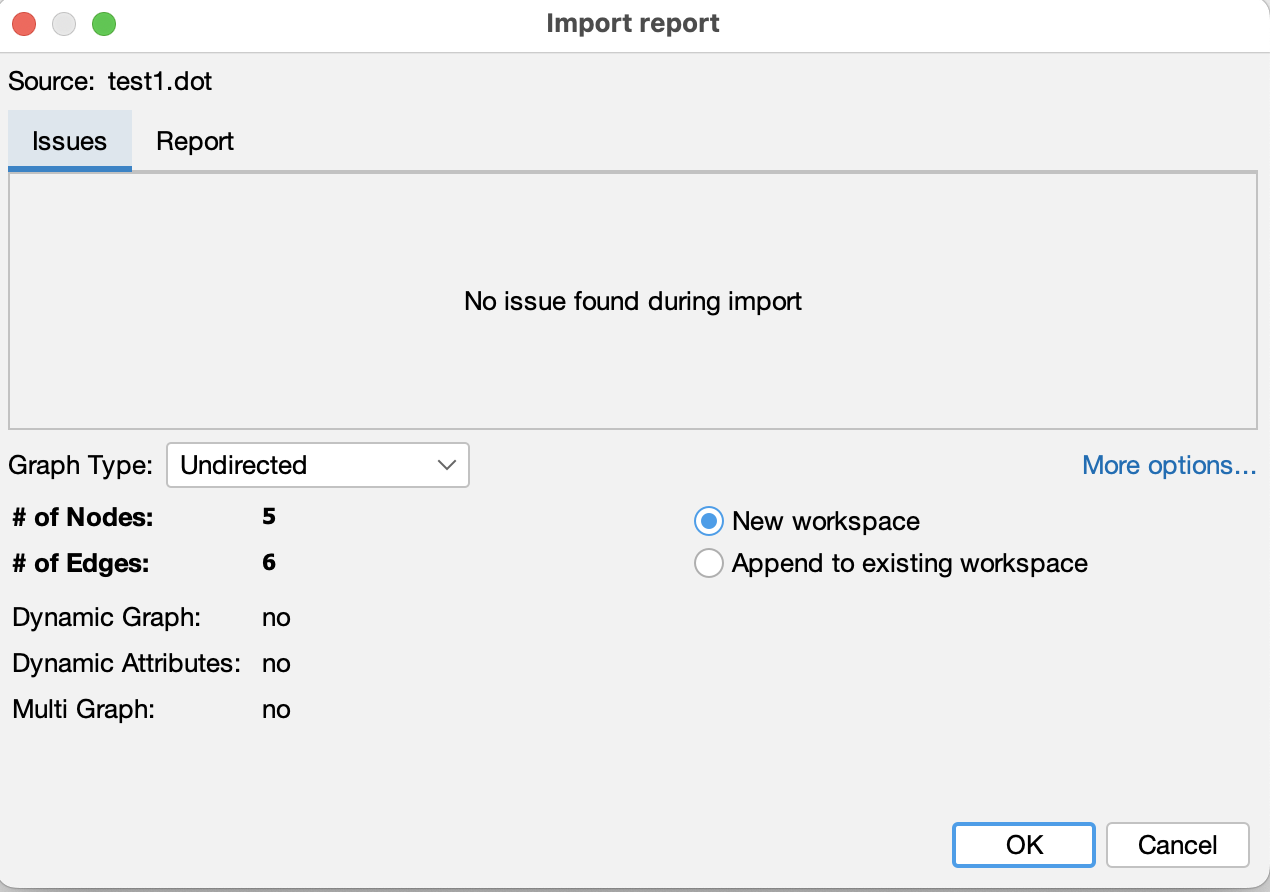 Import report
Source: test1.dot
Issues Report
No issue found during import
Graph Type: Undirected More options...
# of Nodes: 5
New workspace
# of Edges: 6
Append to existing workspace
Dynamic Graph: no
Dynamic Attributes: no
Multi Graph: no
OK Cancel